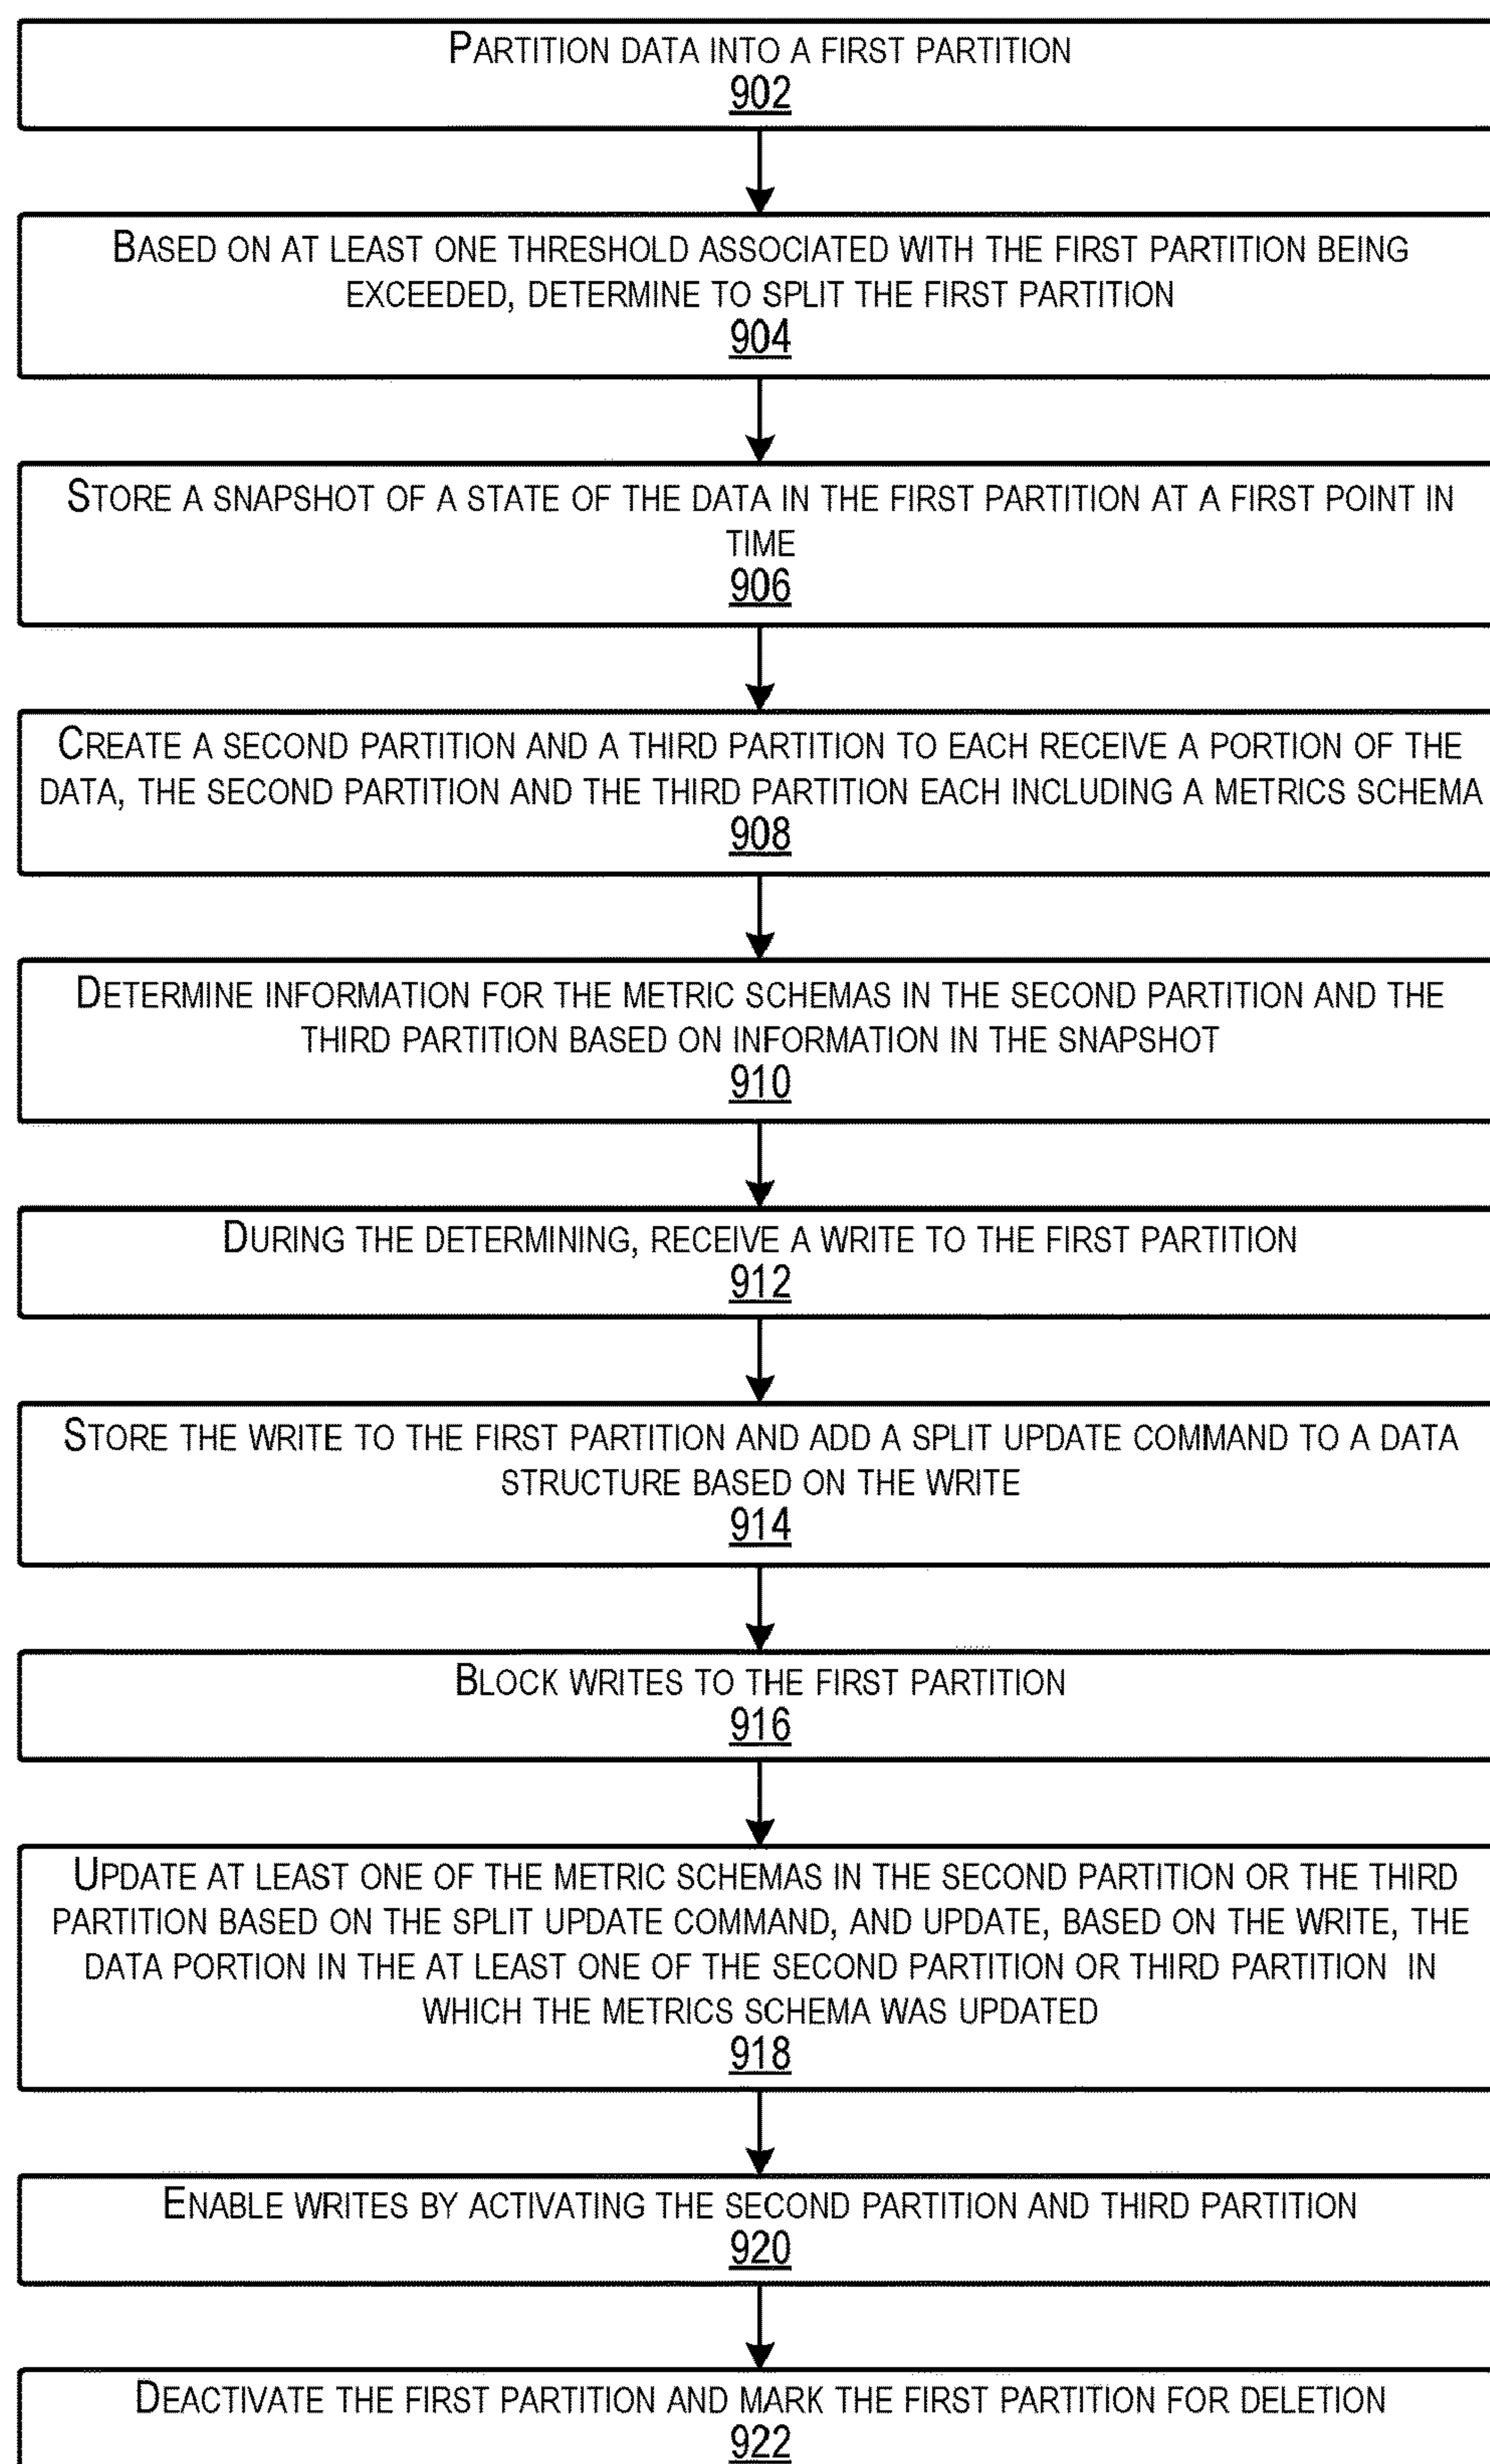 PARTITION DATA INTO A FIRST PARTITION
902
BASED ON AT LEAST ONE THRESHOLD ASSOCIATED WITH THE FIRST PARTITION BEING
EXCEEDED, DETERMINE TO SPLIT THE FIRST PARTITION
904
STORE A SNAPSHOT OF A STATE OF THE DATA IN THE FIRST PARTITION AT A FIRST POINT IN
TIME
906
CREATE A SECOND PARTITION AND A THIRD PARTITION TO EACH RECEIVE A PORTION OF THE
DATA, THE SECOND PARTITION AND THE THIRD PARTITION EACH INCLUDING A METRICS SCHEMA
908
DETERMINE INFORMATION FOR THE METRIC SCHEMAS IN THE SECOND PARTITION AND THE
THIRD PARTITION BASED ON INFORMATION IN THE SNAPSHOT
910
DURING THE DETERMINING, RECEIVE A WRITE TO THE FIRST PARTITION
912
STORE THE WRITE TO THE FIRST PARTITION AND ADD A SPLIT UPDATE COMMAND TO A DATA
STRUCTURE BASED ON THE WRITE
914
BLOCK WRITES TO THE FIRST PARTITION
916
UPDATE AT LEAST ONE OF THE METRIC SCHEMAS IN THE SECOND PARTITION OR THE THIRD
PARTITION BASED ON THE SPLIT UPDATE COMMAND, AND UPDATE, BASED ON THE WRITE, THE
DATA PORTION IN THE AT LEAST ONE OF THE SECOND PARTITION OR THIRD PARTITION IN
WHICH THE METRICS SCHEMA WAS UPDATED
918
ENABLE WRITES BY ACTIVATING THE SECOND PARTITION AND THIRD PARTITION
920
DEACTIVATE THE FIRST PARTITION AND MARK THE FIRST PARTITION FOR DELETION
922